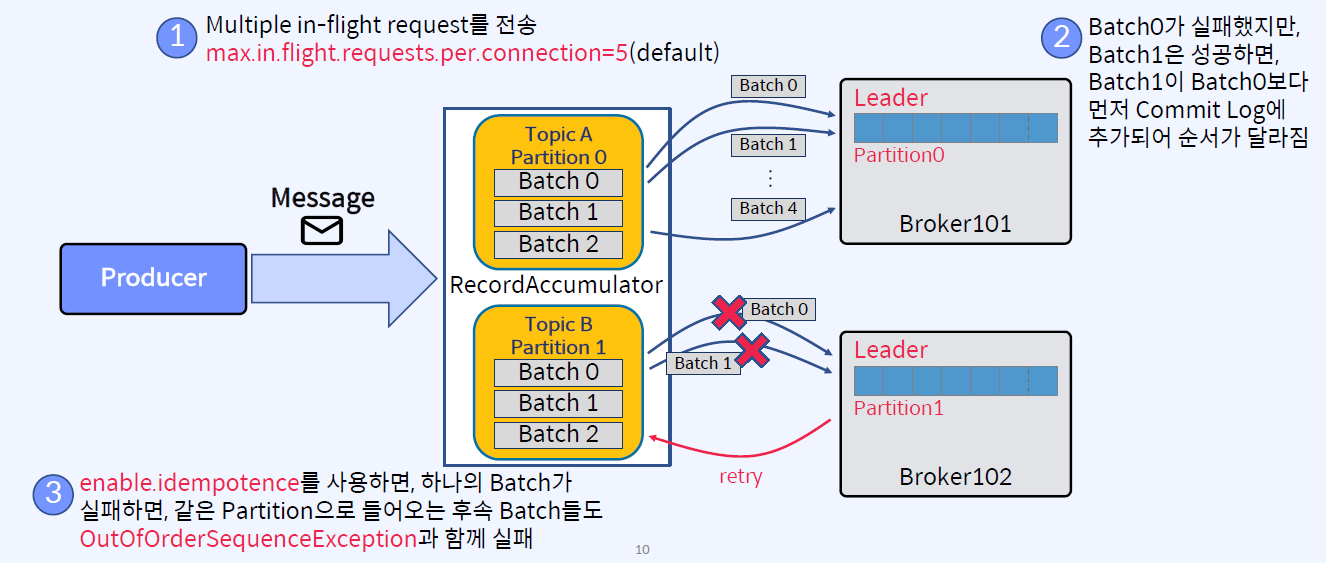 1
Multiple in-flight request를 전송
max.in.flight.requests.per.connection=5(default)
2
Batch0가 실패했지만,
Batch1은 성공하면,
Batch1이 Batch0보다
먼저 Commit Log에
추가되어 순서가 달라짐
Producer
Message
Topic A
Partition 0
Batch 0
Batch 1
Batch 2
RecordAccumulator
Topic B
Partition 1
Batch 0
Batch 1
Batch 2
Batch 0
Batch 1
⋮
Batch 4
Leader
Partition0
Broker101
Batch 0
Batch 1
retry
Leader
Partition1
Broker102
3
enable.idempotence를 사용하면, 하나의 Batch가
실패하면, 같은 Partition으로 들어오는 후속 Batch들도
OutOfOrderSequenceException과 함께 실패
10